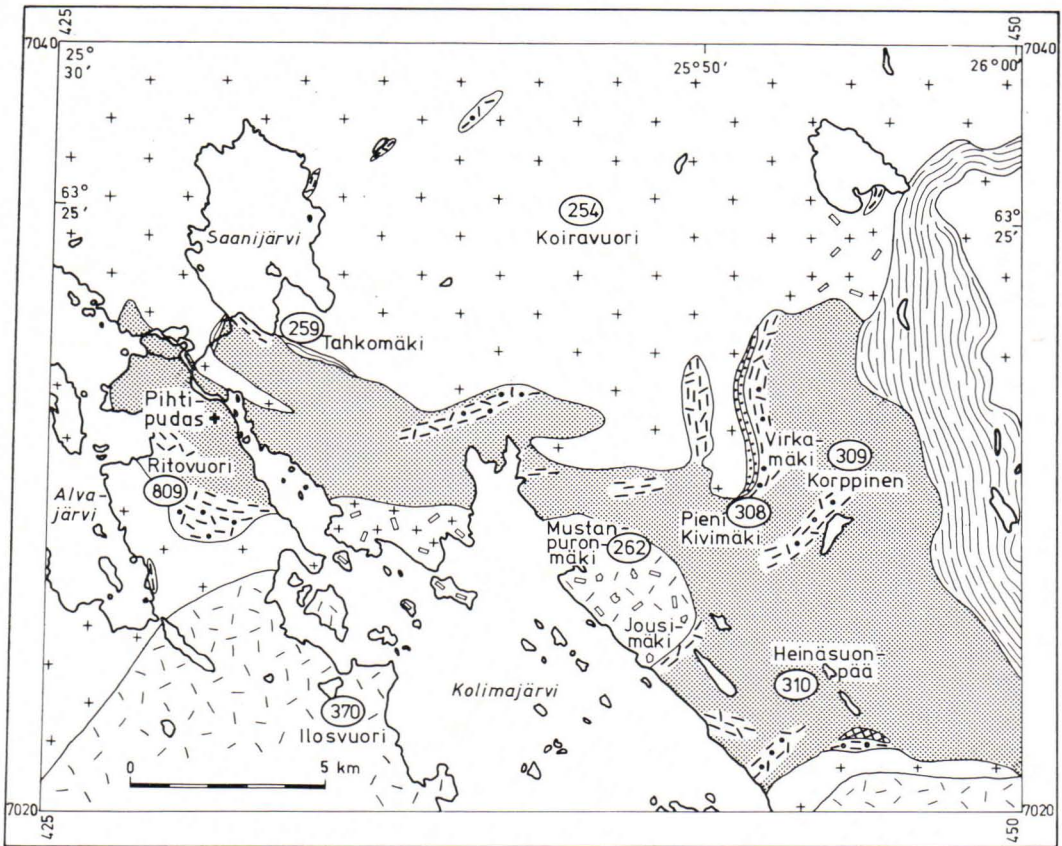 425
450
7040
7040
25°
30′
25°50′
26°00′
63°
25′
254
Koiravuori
63°
25′
Saanijärvi
259
Tahkomäki
Pihti-
pudas
Ritovuori
809
Alva-
järvi
Virka-
mäki
309
Korppinen
308
Pieni
Kivimäki
Mustan-
puron-
mäki
262
Jousi-
mäki
Heinäsuon-
pää
310
Kolimajärvi
370
Ilosvuori
0
5 km
7020
7020
425
450